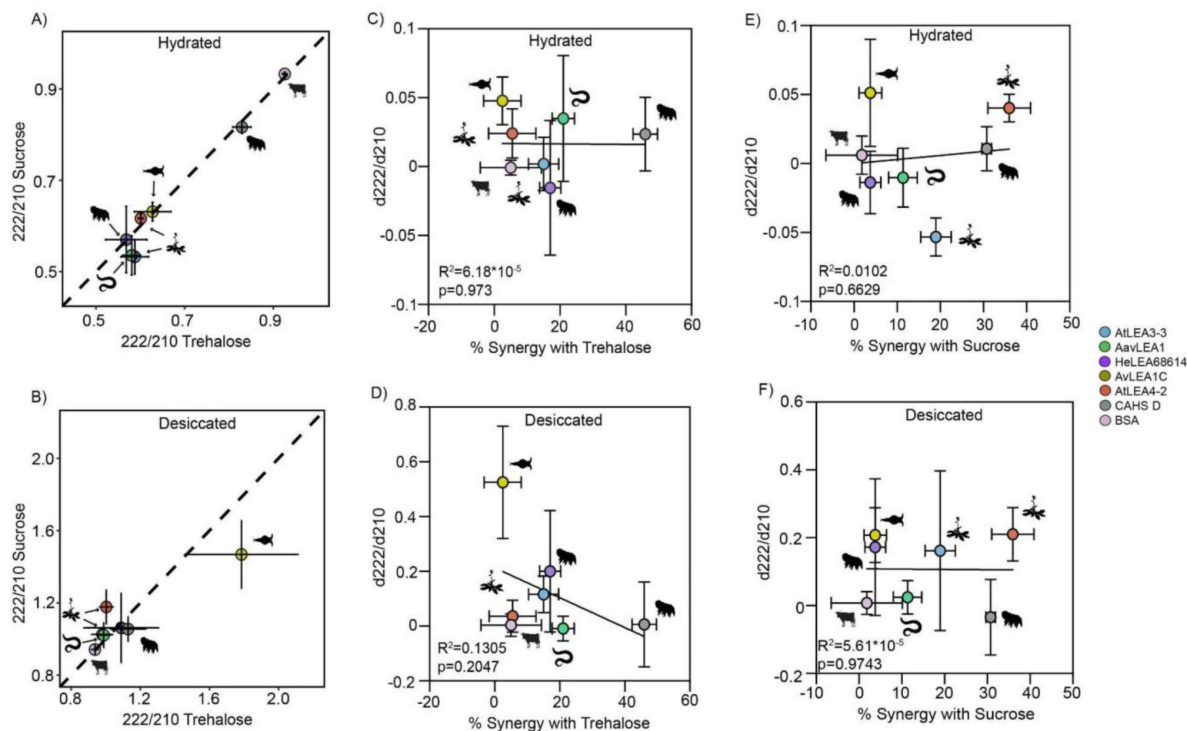 A)
Hydrated
222/210 Sucrose
0.9
0.7
0.5
0.5 0.7 0.9
222/210 Trehalose
B)
Desiccated
222/210 Sucrose
2.0
1.6
1.2
0.8
0.8 1.2 1.6 2.0
222/210 Trehalose
C)
Hydrated
d222/d210
0.1
0.05
0
-0.05
-0.1
R²=6.18*10⁻⁵
p=0.973
-20 0 20 40 60
% Synergy with Trehalose
D)
Desiccated
d222/d210
0.8
0.6
0.4
0.2
0
-0.2
R²=0.1305
p=0.2047
-20 0 20 40 60
% Synergy with Trehalose
E)
Hydrated
d222/d210
0.1
0.05
0
-0.05
-0.1
R²=0.0102
p=0.6629
-10 0 10 20 30 40 50
% Synergy with Sucrose
F)
Desiccated
d222/d210
0.6
0.4
0.2
0
-0.2
R²=5.61*10⁻⁵
p=0.9743
-10 0 10 20 30 40 50
% Synergy with Sucrose
AtLEA3-3
AavLEA1
HeLEA68614
AvLEA1C
AtLEA4-2
CAHS D
BSA